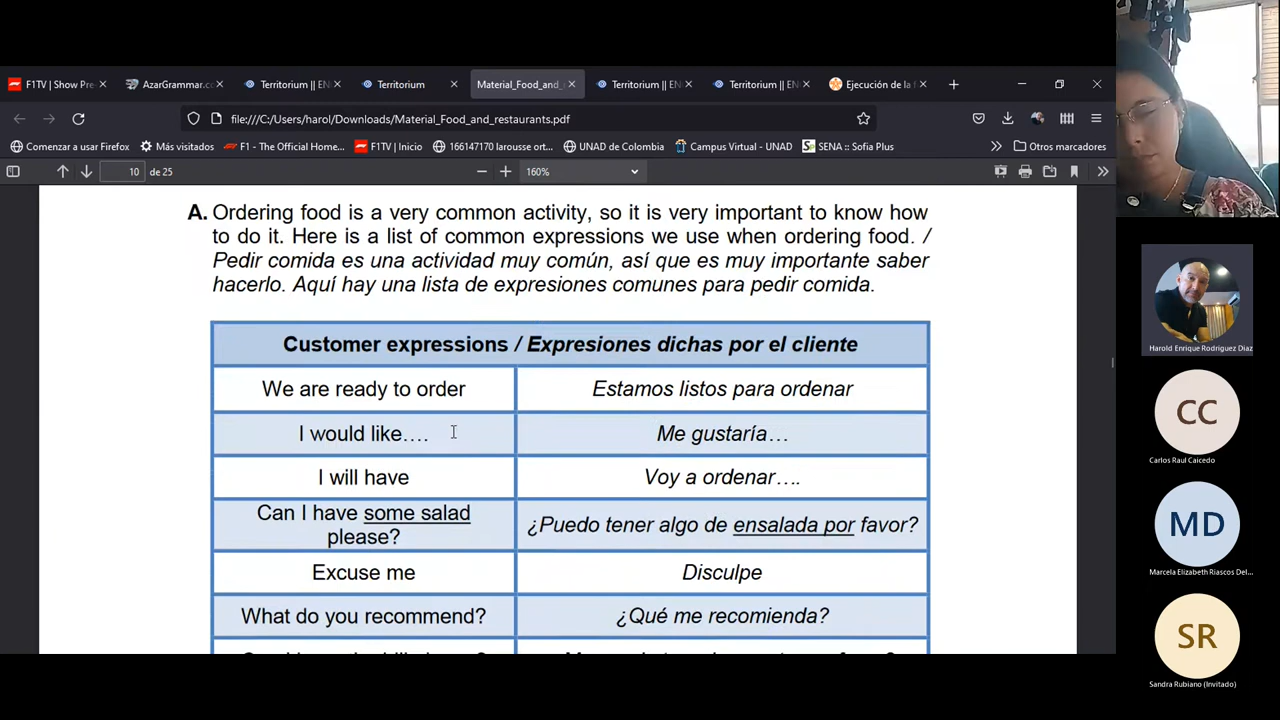 F1TV | Show Pre-
AzarGrammar.c
Territorium || EN
Territorium
Material_Food_and_
Territorium || EN
Territorium || EN
Ejecución de la f
file:///C:/Users/harol/Downloads/Material_Food_and_restaurants.pdf
Comenzar a usar Firefox
Más visitados
F1 - The Official Home...
F1TV | Inicio
166147170 larousse ort...
UNAD de Colombia
Campus Virtual - UNAD
SENA :: Sofia Plus
Otros marcadores
10 de 25
160%
A. Ordering food is a very common activity, so it is very important to know how
to do it. Here is a list of common expressions we use when ordering food. /
Pedir comida es una actividad muy común, así que es muy importante saber
hacerlo. Aquí hay una lista de expresiones comunes para pedir comida.
Customer expressions / Expresiones dichas por el cliente
We are ready to order
Estamos listos para ordenar
I would like….
Me gustaría…
I will have
Voy a ordenar….
Can I have some salad
please?
¿Puedo tener algo de ensalada por favor?
Excuse me
Disculpe
What do you recommend?
¿Qué me recomienda?
Harold Enrique Rodriguez Diaz
CC
Carlos Raul Caicedo
MD
Marcela Elizabeth Riascos Del...
SR
Sandra Rubiano (Invitado)